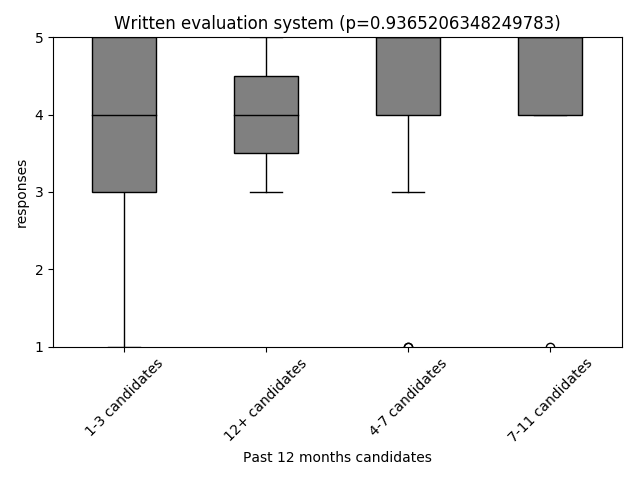 Written evaluation system (p=0.9365206348249783)
5
4
3
2
1
responses
1-3 candidates
12+ candidates
4-7 candidates
7-11 candidates
Past 12 months candidates